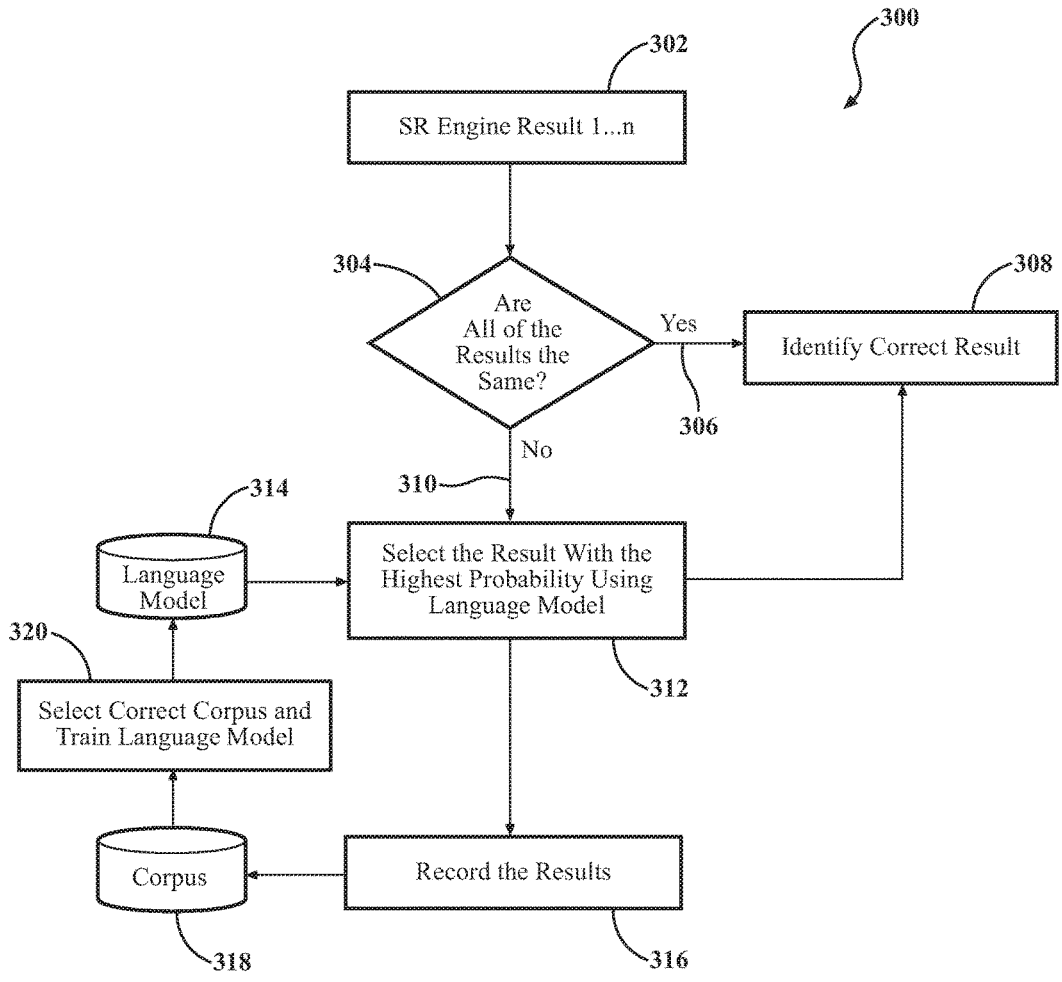 300
302
SR Engine Result 1...n
304
Are
All of the
Results the
Same?
Yes
306
308
Identify Correct Result
No
310
314
Language
Model
Select the Result With the
Highest Probability Using
Language Model
312
320
Select Correct Corpus and
Train Language Model
Corpus
318
Record the Results
316